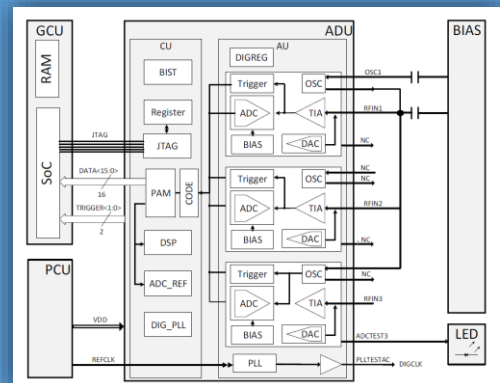 GCU
RAM
SoC
JTAG
DATA<15:0>
16
TRIGGER<1:0>
2
PCU
VDD
REFCLK
ADU
CU
BIST
Register
JTAG
PAM
CODE
DSP
ADC_REF
DIG_PLL
AU
DIGREG
Trigger
OSC
ADC
TIA
BIAS
DAC
Trigger
OSC
ADC
TIA
BIAS
DAC
Trigger
OSC
ADC
TIA
BIAS
DAC
PLL
OSC1
RFIN1
NC
NC
NC
RFIN2
NC
NC
RFIN3
ADCTEST3
PLLTESTAC
DIGCLK
BIAS
LED